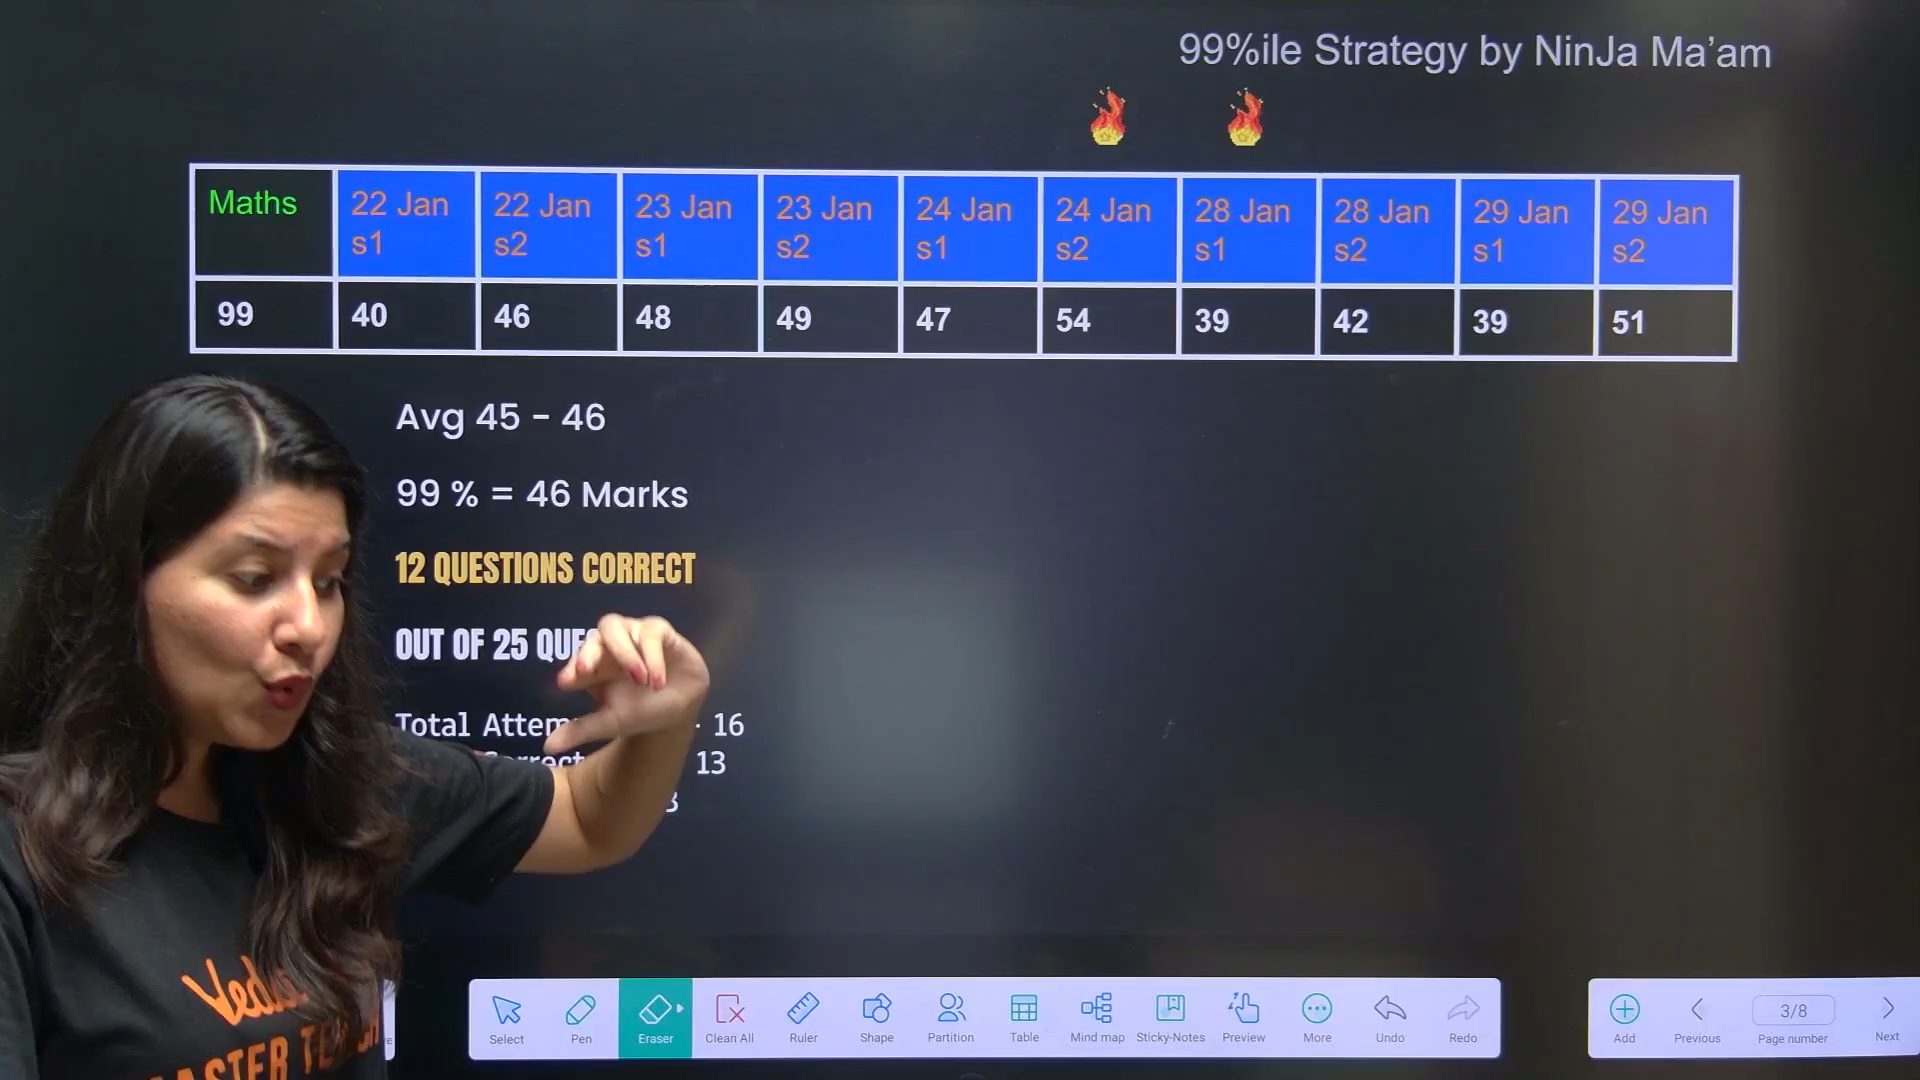 99%ile Strategy by NinJa Ma'am
Maths 22 Jan s1 22 Jan s2 23 Jan s1 23 Jan s2 24 Jan s1 24 Jan s2 28 Jan s1 28 Jan s2 29 Jan s1 29 Jan s2
99 40 46 48 49 47 54 39 42 39 51
Avg 45 - 46
99 % = 46 Marks
12 QUESTIONS CORRECT
OUT OF 25
Total - 16
13
3
Select Pen Eraser Clean All Ruler Shape Partition Table Mind map Sticky-Notes Preview More Undo Redo
Add Previous 3/8 Page number Next